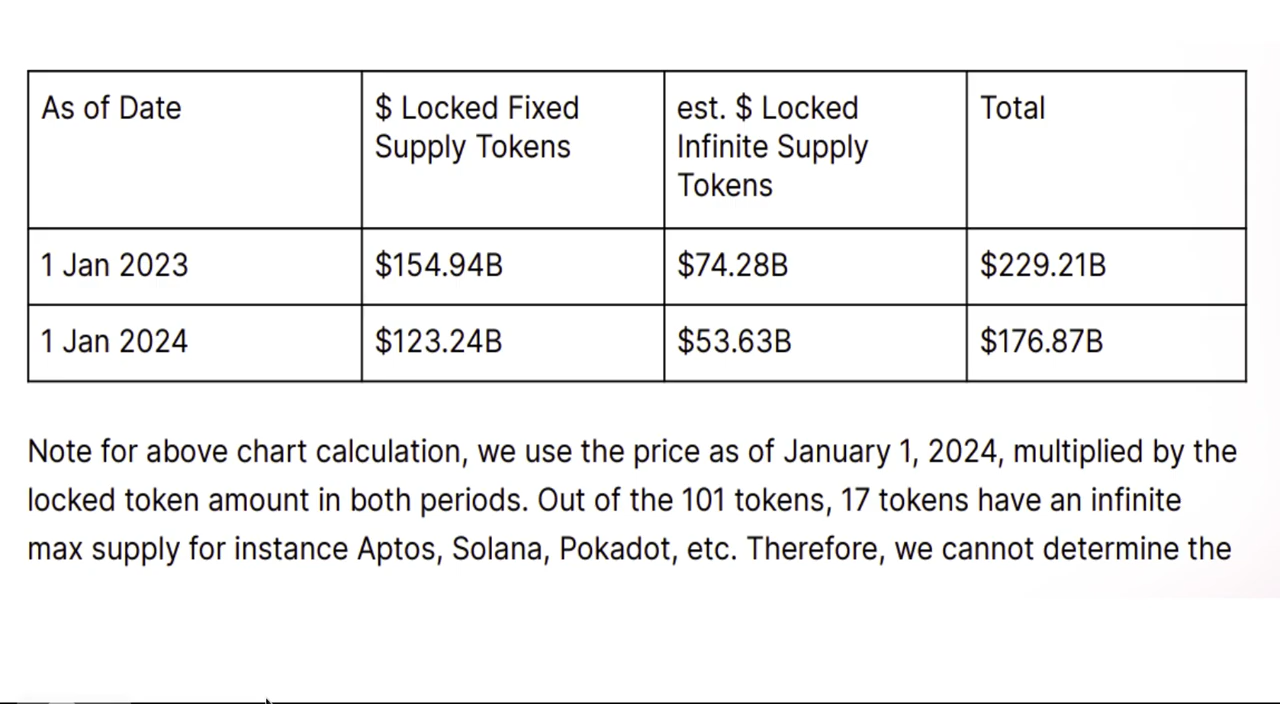 As of Date
$ Locked Fixed
Supply Tokens
est. $ Locked
Infinite Supply
Tokens
Total
1 Jan 2023
$154.94B
$74.28B
$229.21B
1 Jan 2024
$123.24B
$53.63B
$176.87B
Note for above chart calculation, we use the price as of January 1, 2024, multiplied by the
locked token amount in both periods. Out of the 101 tokens, 17 tokens have an infinite
max supply for instance Aptos, Solana, Pokadot, etc. Therefore, we cannot determine the